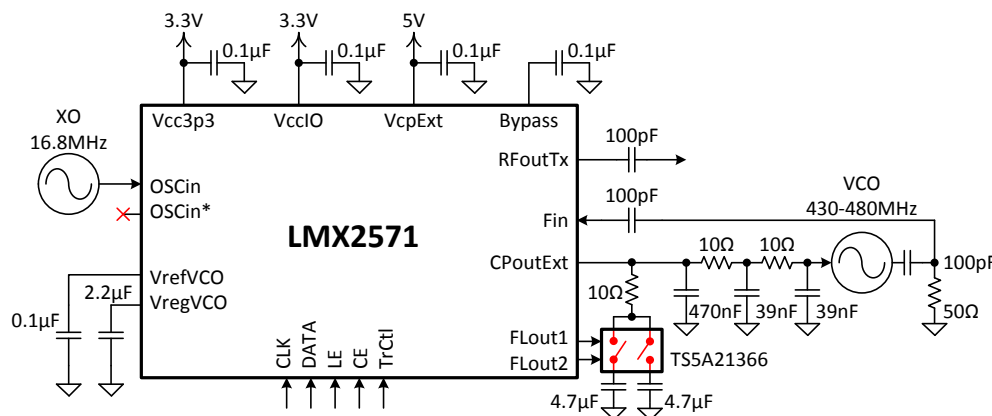 3.3V
3.3V
5V
0.1µF
0.1µF
0.1µF
0.1µF
XO
16.8MHz
Vcc3p3
VccIO
VcpExt
Bypass
100pF
RFoutTx
OSCin
OSCin*
100pF
VCO
430-480MHz
Fin
LMX2571
10Ω
10Ω
CPoutExt
100pF
VrefVCO
VregVCO
2.2µF
0.1µF
10Ω
470nF
39nF
39nF
50Ω
FLout1
FLout2
TS5A21366
CLK
DATA
LE
CE
TrCtl
4.7µF
4.7µF